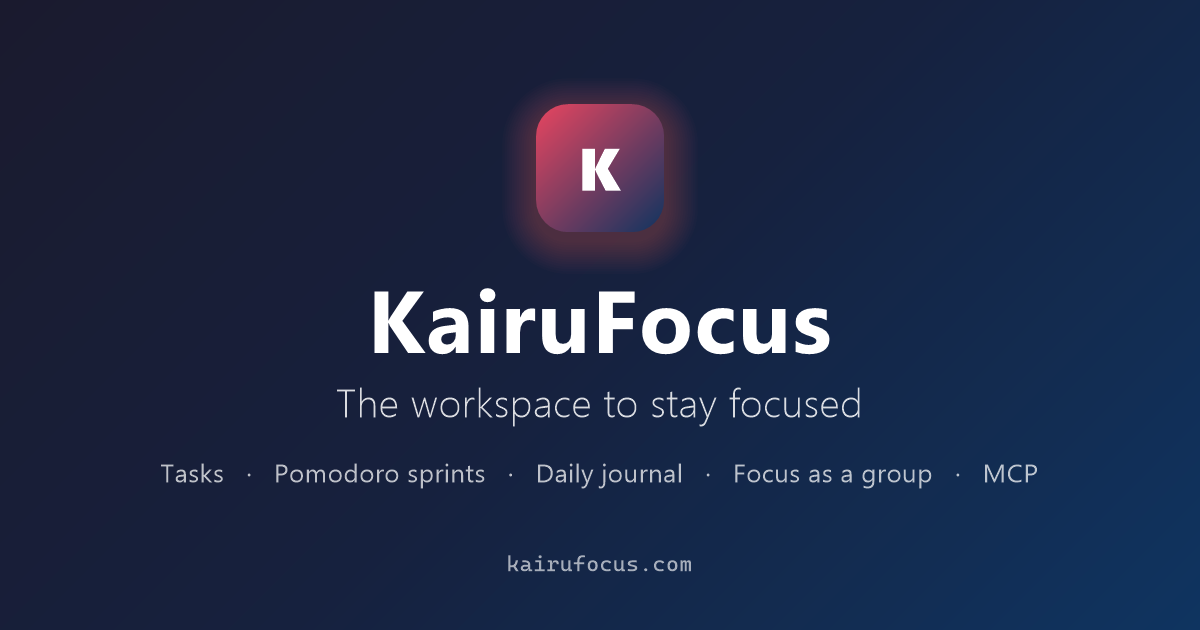 K
KairuFocus
The workspace to stay focused
Tasks · Pomodoro sprints · Daily journal · Focus as a group · MCP
kairufocus.com